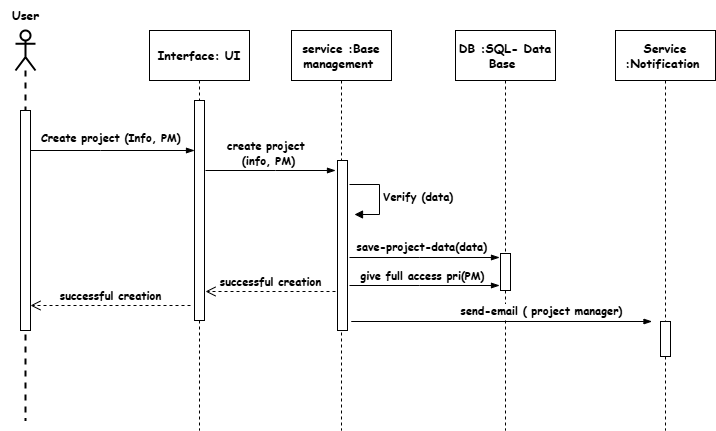 User
Interface: UI
service :Base
management
DB :SQL- Data
Base
Service
:Notification
Create project (Info, PM)
create project
(info, PM)
Verify (data)
save-project-data(data)
give full access pri(PM)
successful creation
successful creation
send-email ( project manager)